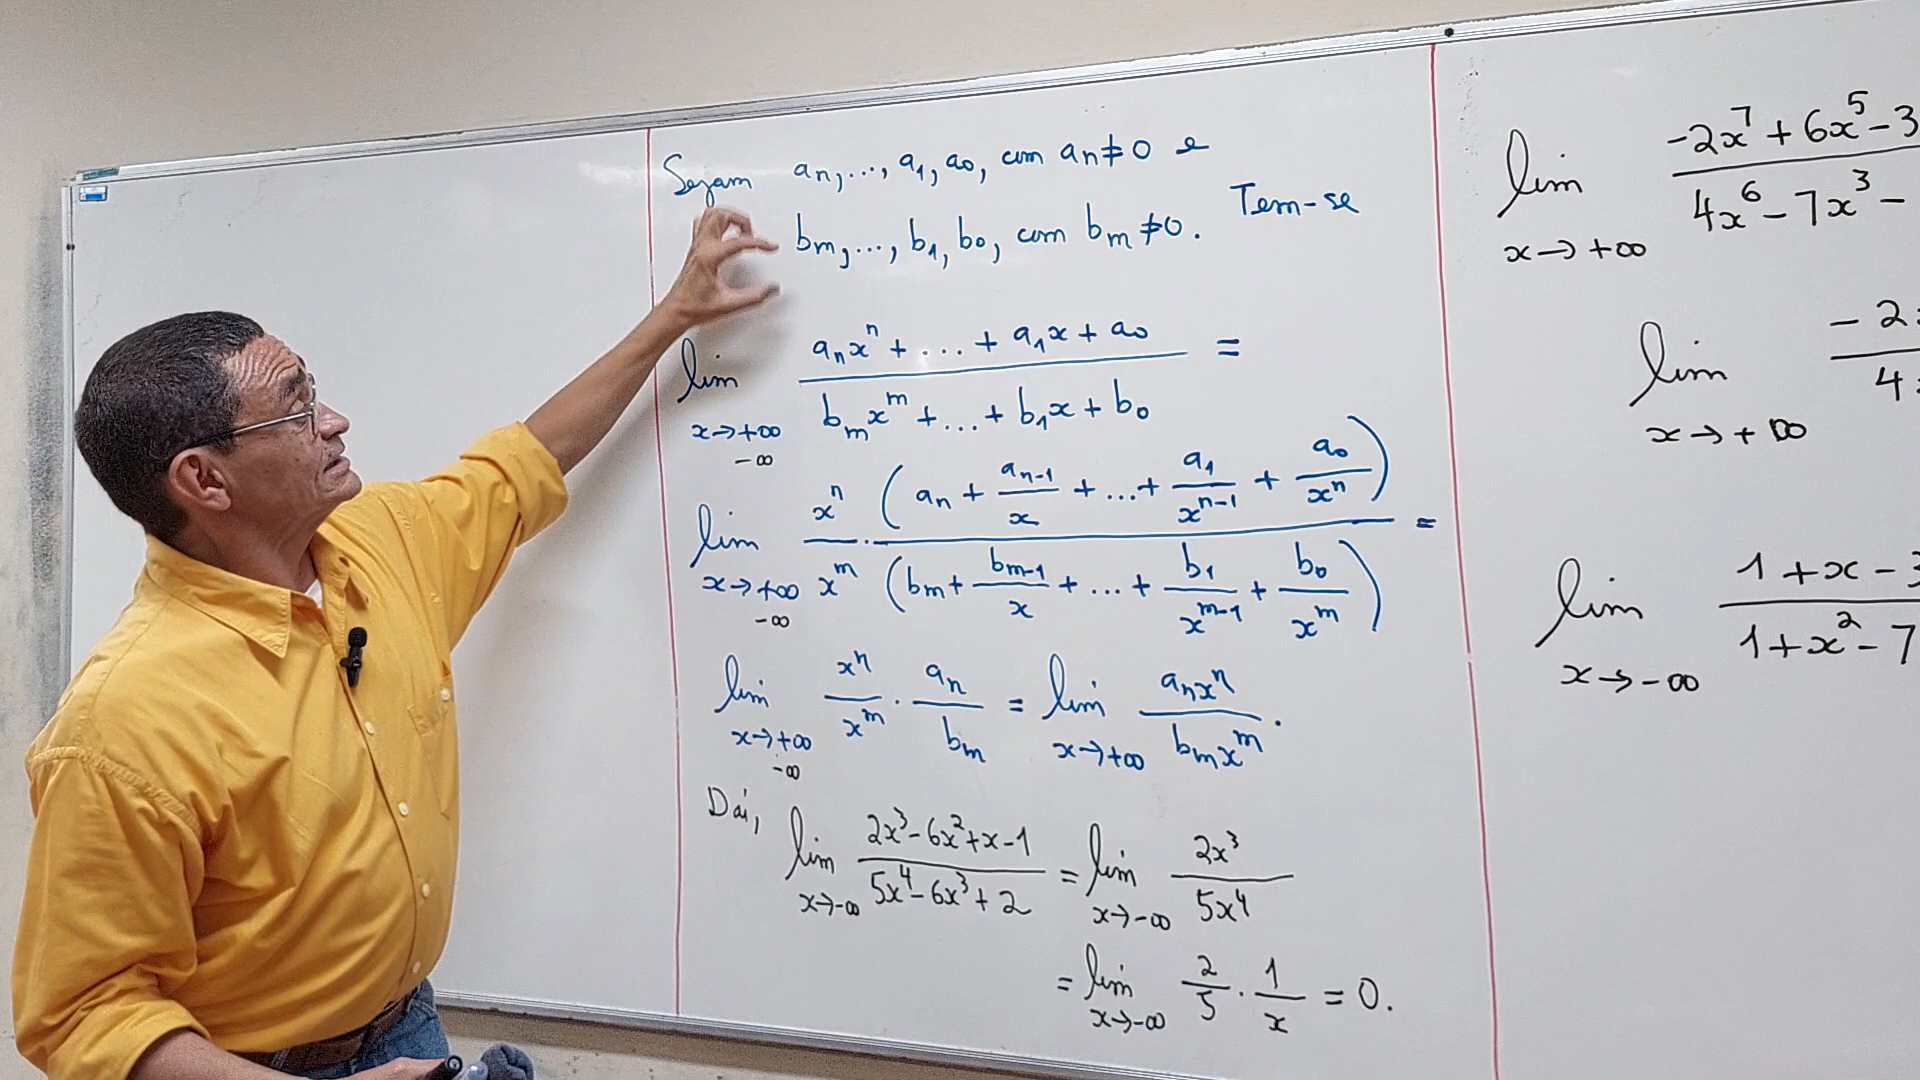 Sejam an,..., a₁, a₀, com an≠0 e
bm,..., b₁, b₀, com bm≠0. Tem-se
lim x→+∞ -∞ (aₙxⁿ + ... + a₁x + a₀)/(bₘxᵐ + ... + b₁x + b₀) =
lim x→+∞ -∞ xⁿ/xᵐ · (aₙ + aₙ₋₁/x + ... + a₁/xⁿ⁻¹ + a₀/xⁿ)/(bₘ + bₘ₋₁/x + ... + b₁/xᵐ⁻¹ + b₀/xᵐ) =
lim x→+∞ -∞ xⁿ/xᵐ · aₙ/bₘ = lim x→+∞ aₙxⁿ/bₘxᵐ.
Dai, lim x→-∞ (2x³-6x²+x-1)/(5x⁴-6x³+2) = lim x→-∞ 2x³/5x⁴
= lim x→-∞ 2/5 · 1/x = 0.
lim x→+∞ (-2x⁷+6x⁵-3)/(4x⁶-7x³-)
lim x→+∞ (-2)/(4)
lim x→-∞ (1+x-3)/(1+x²-7)